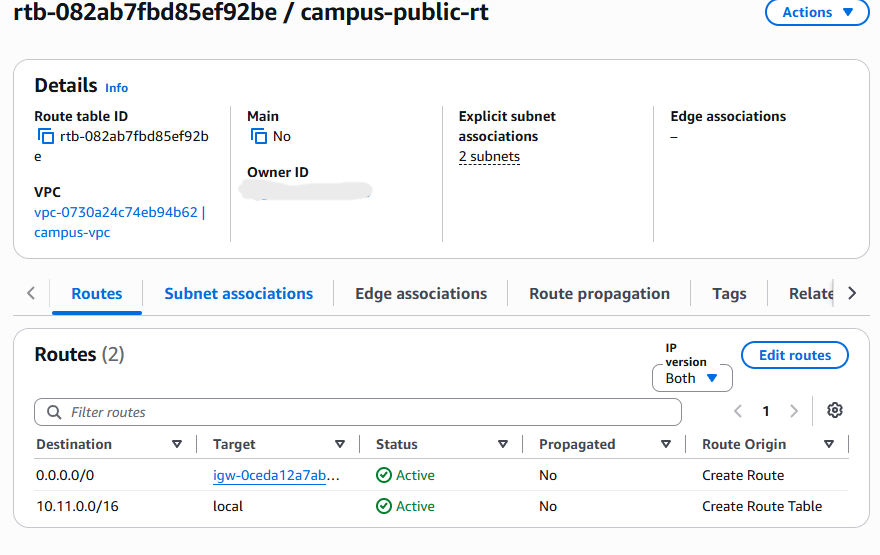 rtb-082ab7fbd85ef92be / campus-public-rt
Actions
Details Info
Route table ID
rtb-082ab7fbd85ef92b
e
VPC
vpc-0730a24c74eb94b62 |
campus-vpc
Main
No
Owner ID
Explicit subnet
associations
2 subnets
Edge associations
–
Routes
Subnet associations
Edge associations
Route propagation
Tags
Relate
Routes (2)
IP
version
Both
Edit routes
Filter routes
1
Destination Target Status Propagated Route Origin
0.0.0.0/0 igw-0ceda12a7ab... Active No Create Route
10.11.0.0/16 local Active No Create Route Table